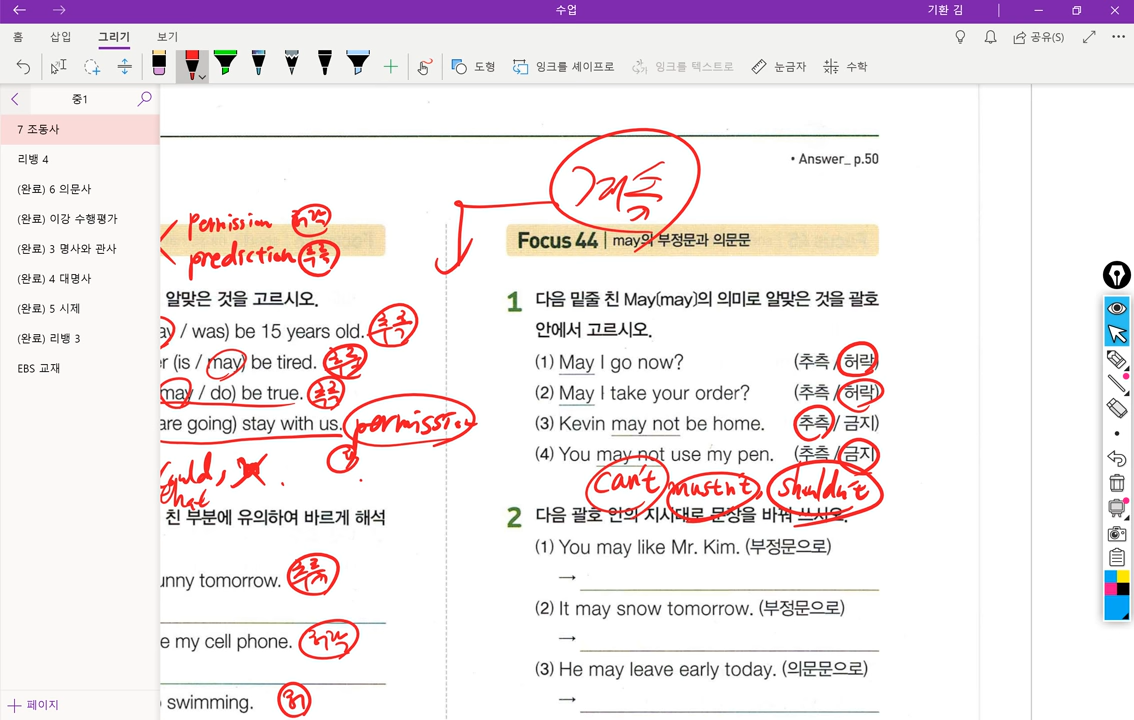 수업
기환 김
홈 삽입 그리기 보기
공유(S)
도형 잉크를 셰이프로 잉크를 텍스트로 눈금자 수학
중1
7 조동사
리뱅 4
(완료) 6 의문사
(완료) 이강 수행평가
(완료) 3 명사와 관사
(완료) 4 대명사
(완료) 5 시제
(완료) 리뱅 3
EBS 교재
페이지
permission 허락
prediction 추측
알맞은 것을 고르시오.
/ was) be 15 years old. 추측
(is / may) be tired. 추측
may / do) be true. 추측
are going) stay with us. permission
that
친 부분에 유의하여 바르게 해석
unny tomorrow. 추측
e my cell phone. 허락
swimming. 허
• Answer_ p.50
Focus 44 | may의 부정문과 의문문
1 다음 밑줄 친 May(may)의 의미로 알맞은 것을 괄호
안에서 고르시오.
(1) May I go now? (추측 / 허락)
(2) May I take your order? (추측 / 허락)
(3) Kevin may not be home. (추측 / 금지)
(4) You may not use my pen. (추측 / 금지)
can't mustn't, shouldn't
2 다음 괄호 안의 지시대로 문장을 바꿔 쓰시오.
(1) You may like Mr. Kim. (부정문으로)
→
(2) It may snow tomorrow. (부정문으로)
→
(3) He may leave early today. (의문문으로)
→